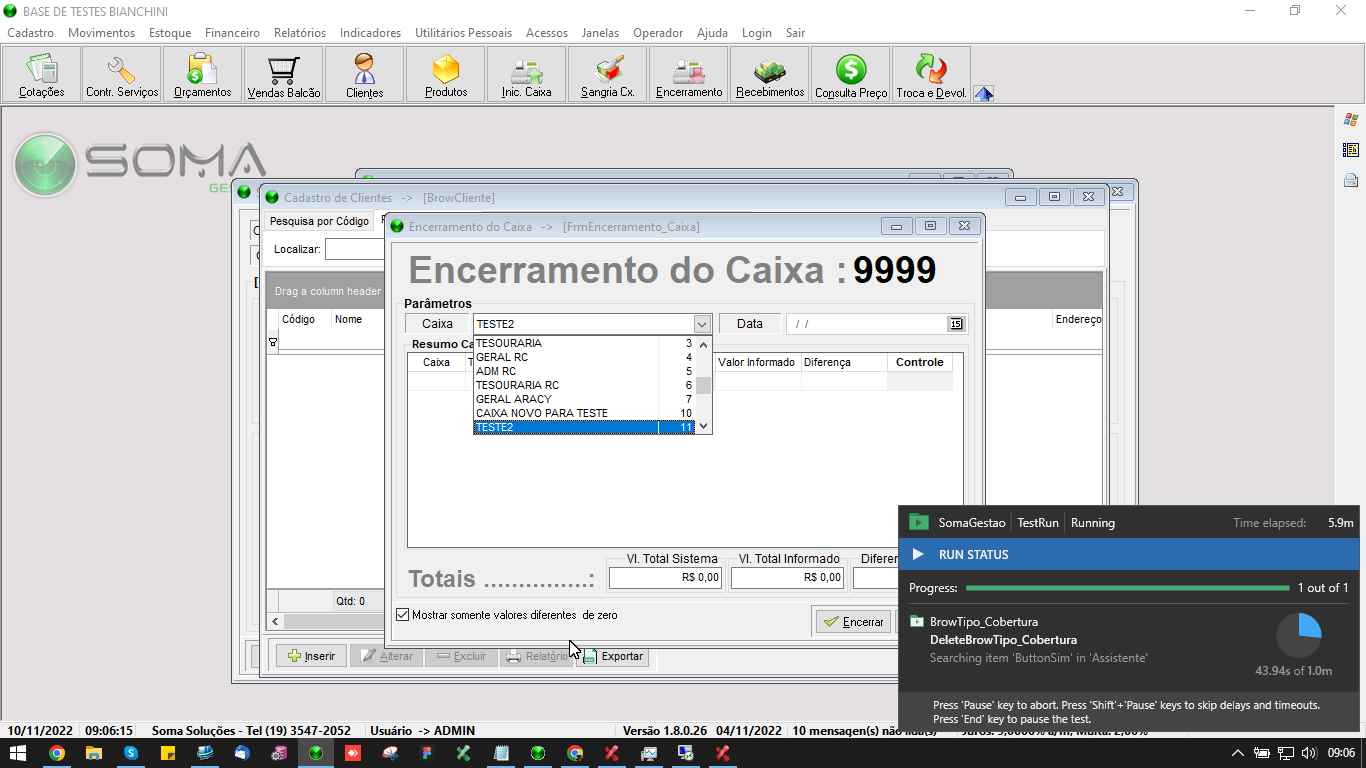 BASE DE TESTES BIANCHINI
Cadastro Movimentos Estoque Financeiro Relatórios Indicadores Utilitários Pessoais Acessos Janelas Operador Ajuda Login Sair
Cotações Contr. Serviços Orçamentos Vendas Balcão Clientes Produtos Inic. Caixa Sangria Cx. Encerramento Recebimentos Consulta Preço Troca e Devol.
SOMA
Cadastro de Clientes -> [BrowCliente]
Pesquisa por Código
Localizar:
Drag a column header
Código Nome Endereço
Encerramento do Caixa -> [FrmEncerramento_Caixa]
Encerramento do Caixa : 9999
Parâmetros
Caixa TESTE2 Data / / 15
Resumo Ca
Caixa T Valor Informado Diferença Controle
TESOURARIA 3
GERAL RC 4
ADM RC 5
TESOURARIA RC 6
GERAL ARACY 7
CAIXA NOVO PARA TESTE 10
TESTE2 11
Vl. Total Sistema Vl. Total Informado Diferen
Totais ...............: R$ 0,00 R$ 0,00
Qtd: 0
Mostrar somente valores diferentes de zero
Encerrar
Inserir Alterar Excluir Relatório Exportar
SomaGestao TestRun Running Time elapsed: 5.9m
RUN STATUS
Progress: 1 out of 1
BrowTipo_Cobertura
DeleteBrowTipo_Cobertura
Searching item 'ButtonSim' in 'Assistente'
43.94s of 1.0m
Press 'Pause' key to abort. Press 'Shift'+'Pause' keys to skip delays and timeouts.
Press 'End' key to pause the test.
10/11/2022 09:06:15 Soma Soluções - Tel (19) 3547-2052 Usuário -> ADMIN Versão 1.8.0.26 04/11/2022 10 mensagen(s) não lida(s)
09:06